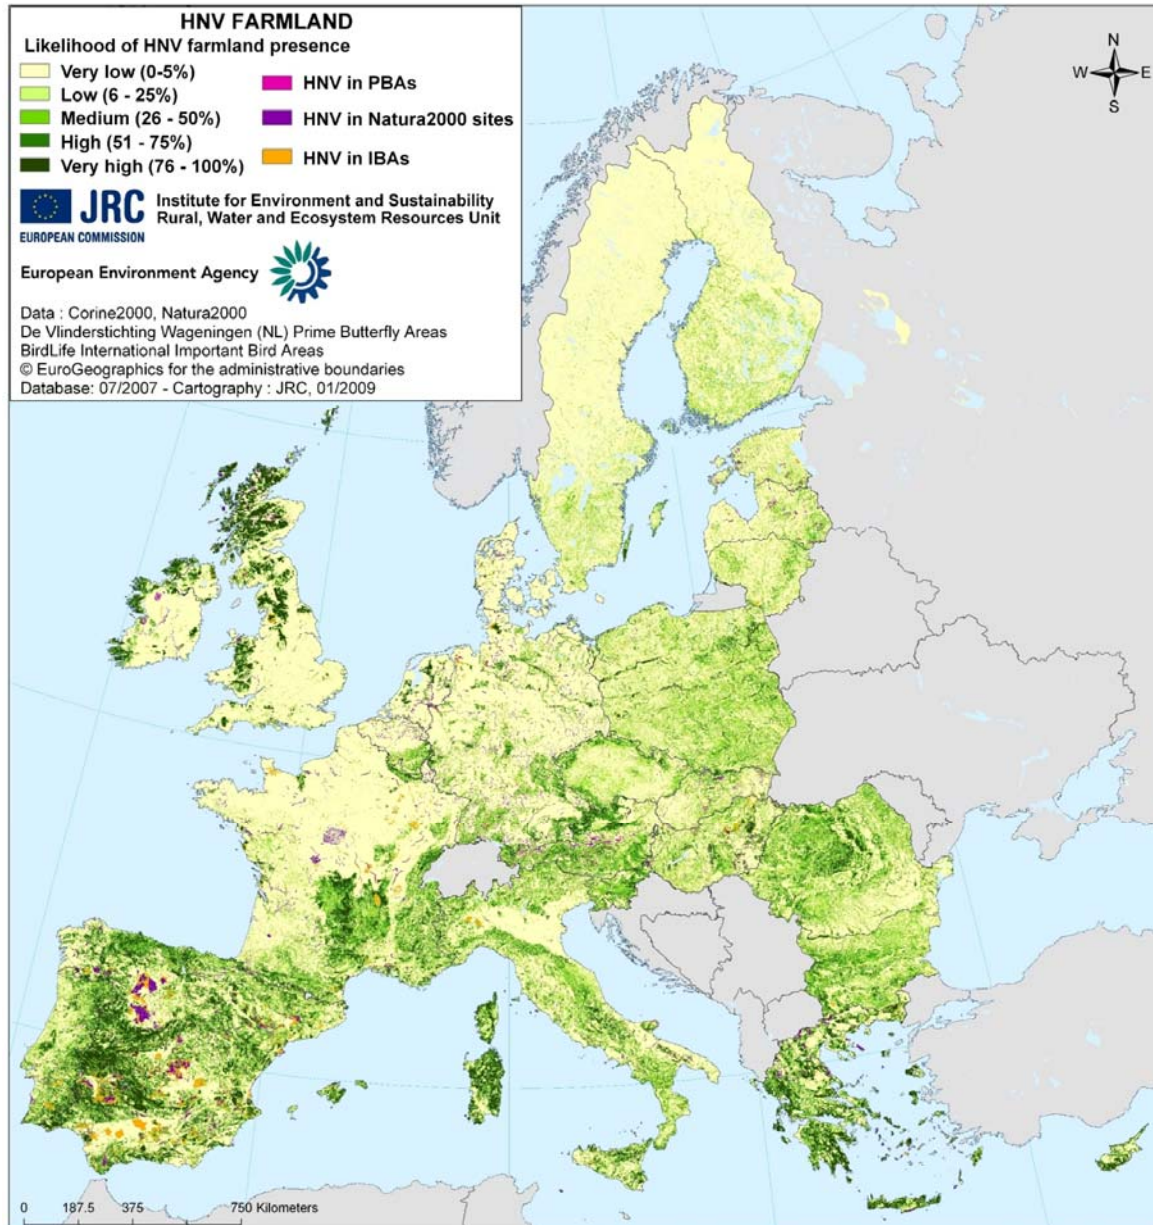 HNV FARMLAND
Likelihood of HNV farmland presence
Very low (0-5%)
Low (6 - 25%)
Medium (26 - 50%)
High (51 - 75%)
Very high (76 - 100%)
HNV in PBAs
HNV in Natura2000 sites
HNV in IBAs
JRC
EUROPEAN COMMISSION
Institute for Environment and Sustainability
Rural, Water and Ecosystem Resources Unit
European Environment Agency
Data : Corine2000, Natura2000
De Vlinderstichting Wageningen (NL) Prime Butterfly Areas
BirdLife International Important Bird Areas
© EuroGeographics for the administrative boundaries
Database: 07/2007 - Cartography : JRC, 01/2009
N
W E
S
0 187.5 375 750 Kilometers